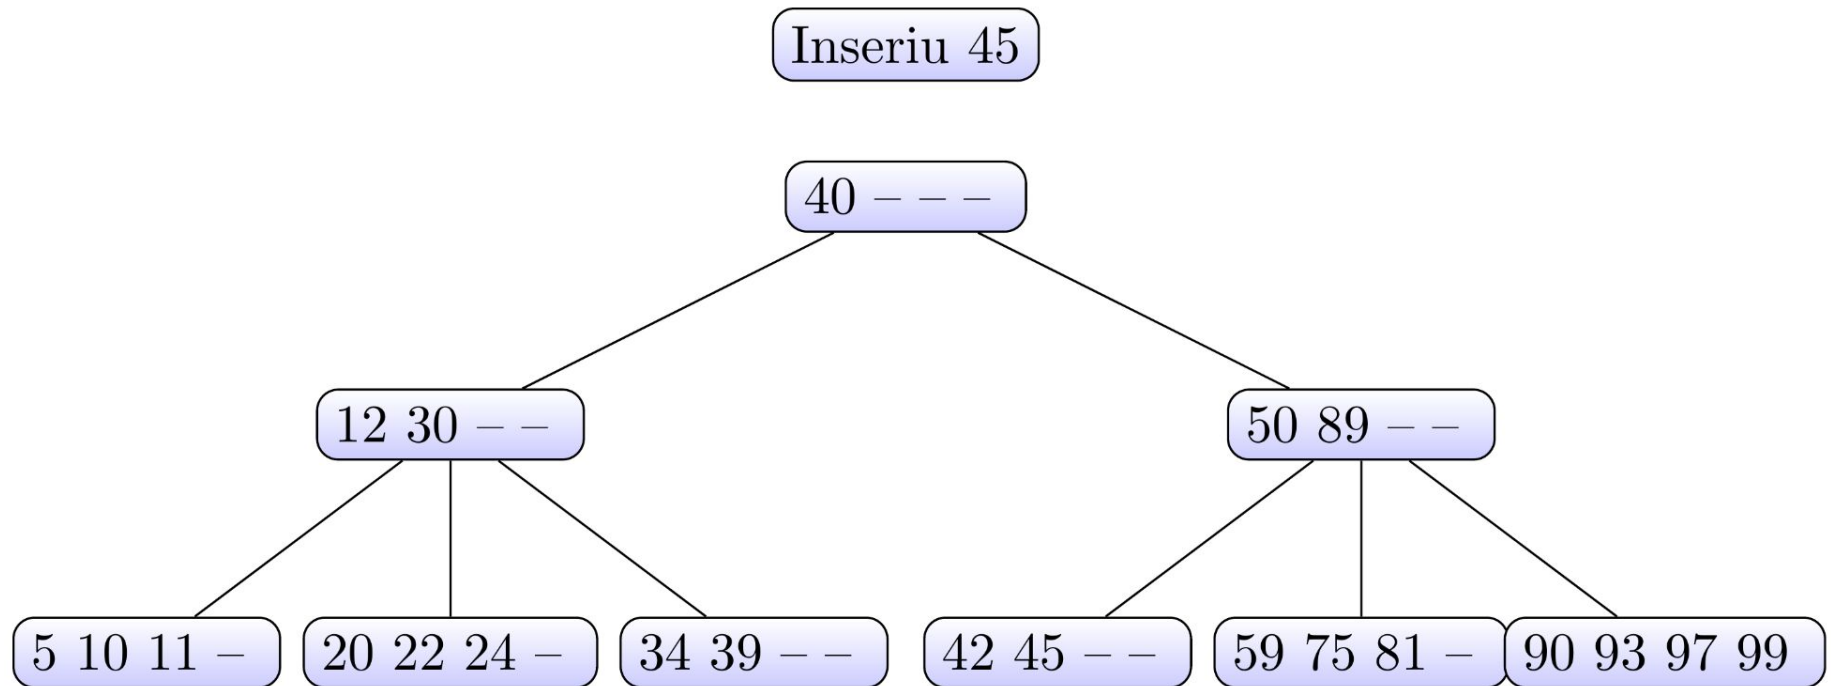 Inseriu 45
40 – – –
12 30 – –
50 89 – –
5 10 11 –
20 22 24 –
34 39 – –
42 45 – –
59 75 81 –
90 93 97 99